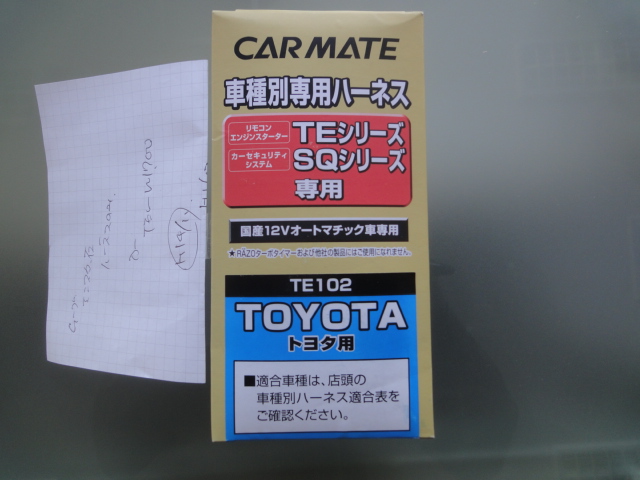 CARMATE
車種別専用ハーネス
リモコン
エンジンスターター
TEシリーズ
カーセキュリティ
システム
SQシリーズ
専用
国産12Vオートマチック車専用
★RAZOターボタイマーおよび他社の製品にはご使用になれません。
TE102
TOYOTA
トヨタ用
■適合車種は、店頭の
車種別ハーネス適合表を
ご確認ください。